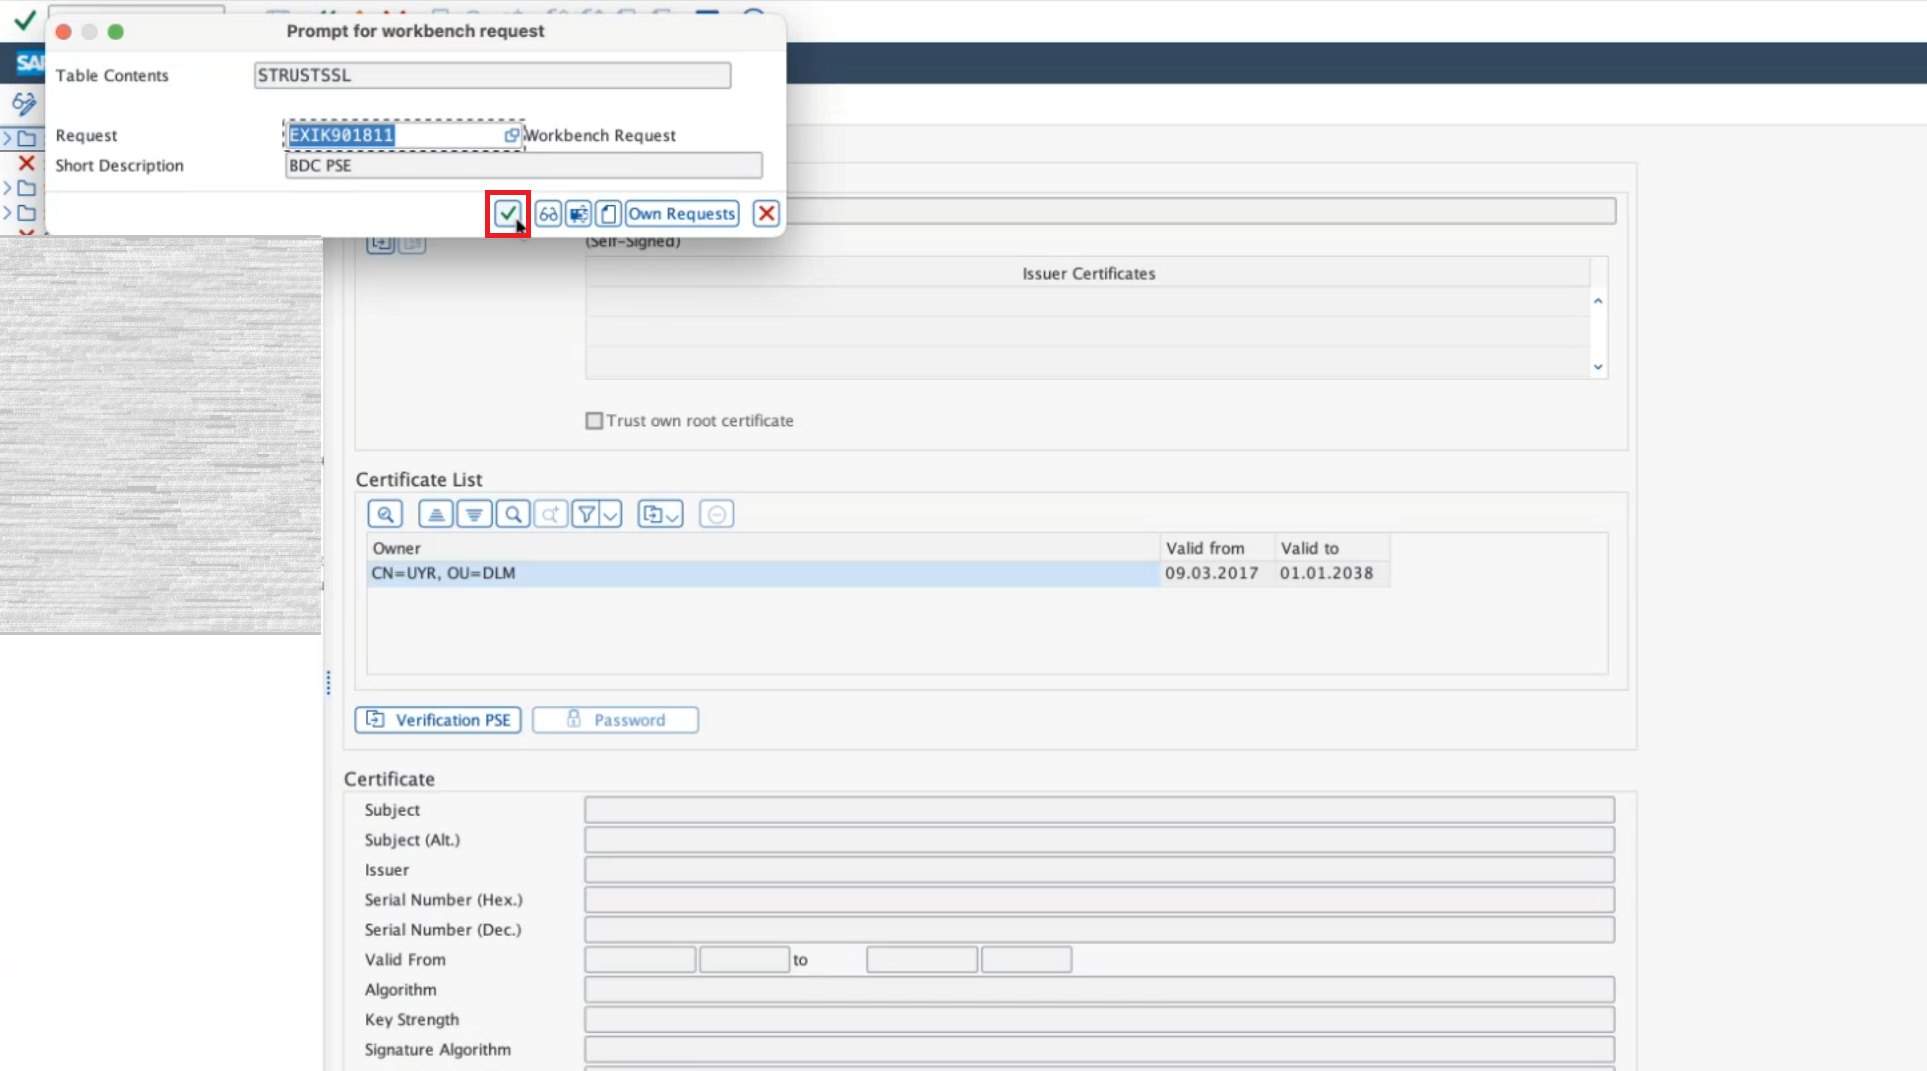 Prompt for workbench request
Table Contents STRUSTSSL
Request EXIK901811 Workbench Request
Short Description BDC PSE
Own Requests
(Self-Signed)
Issuer Certificates
Trust own root certificate
Certificate List
Owner Valid from Valid to
CN=UYR, OU=DLM 09.03.2017 01.01.2038
Verification PSE Password
Certificate
Subject
Subject (Alt.)
Issuer
Serial Number (Hex.)
Serial Number (Dec.)
Valid From to
Algorithm
Key Strength
Signature Algorithm